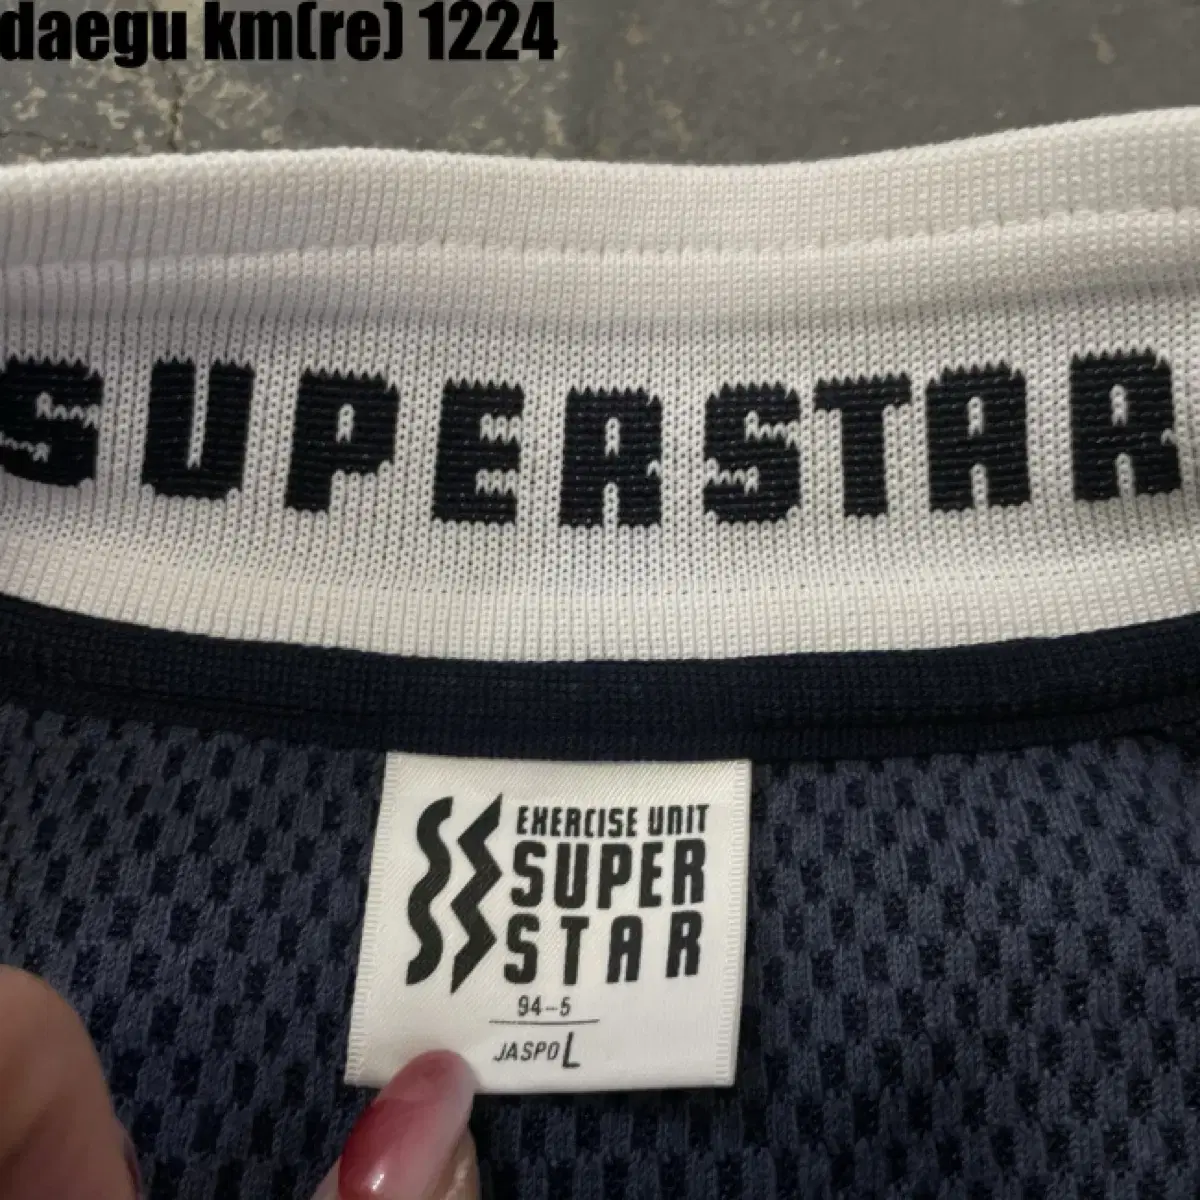 daegu km(re) 1224
SUPERSTAR
EXERCISE UNIT
SUPER
STAR
94-5
JASPO L